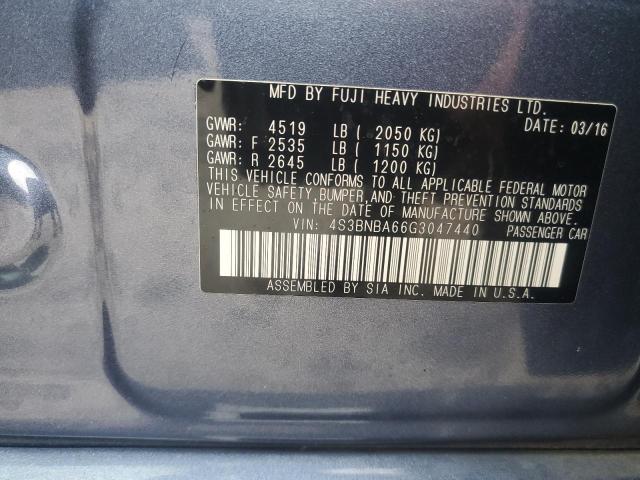 MFD BY FUJI HEAVY INDUSTRIES LTD.
GVWR: 4519 LB ( 2050 KG) DATE: 03/16
GAWR: F 2535 LB ( 1150 KG)
GAWR: R 2645 LB ( 1200 KG)
THIS VEHICLE CONFORMS TO ALL APPLICABLE FEDERAL MOTOR
VEHICLE SAFETY,BUMPER,AND THEFT PREVENTION STANDARDS
IN EFFECT ON THE DATE OF MANUFACTURE SHOWN ABOVE.
VIN: 4S3BNBA66G3047440 PASSENGER CAR
ASSEMBLED BY SIA INC. MADE IN U.S.A.